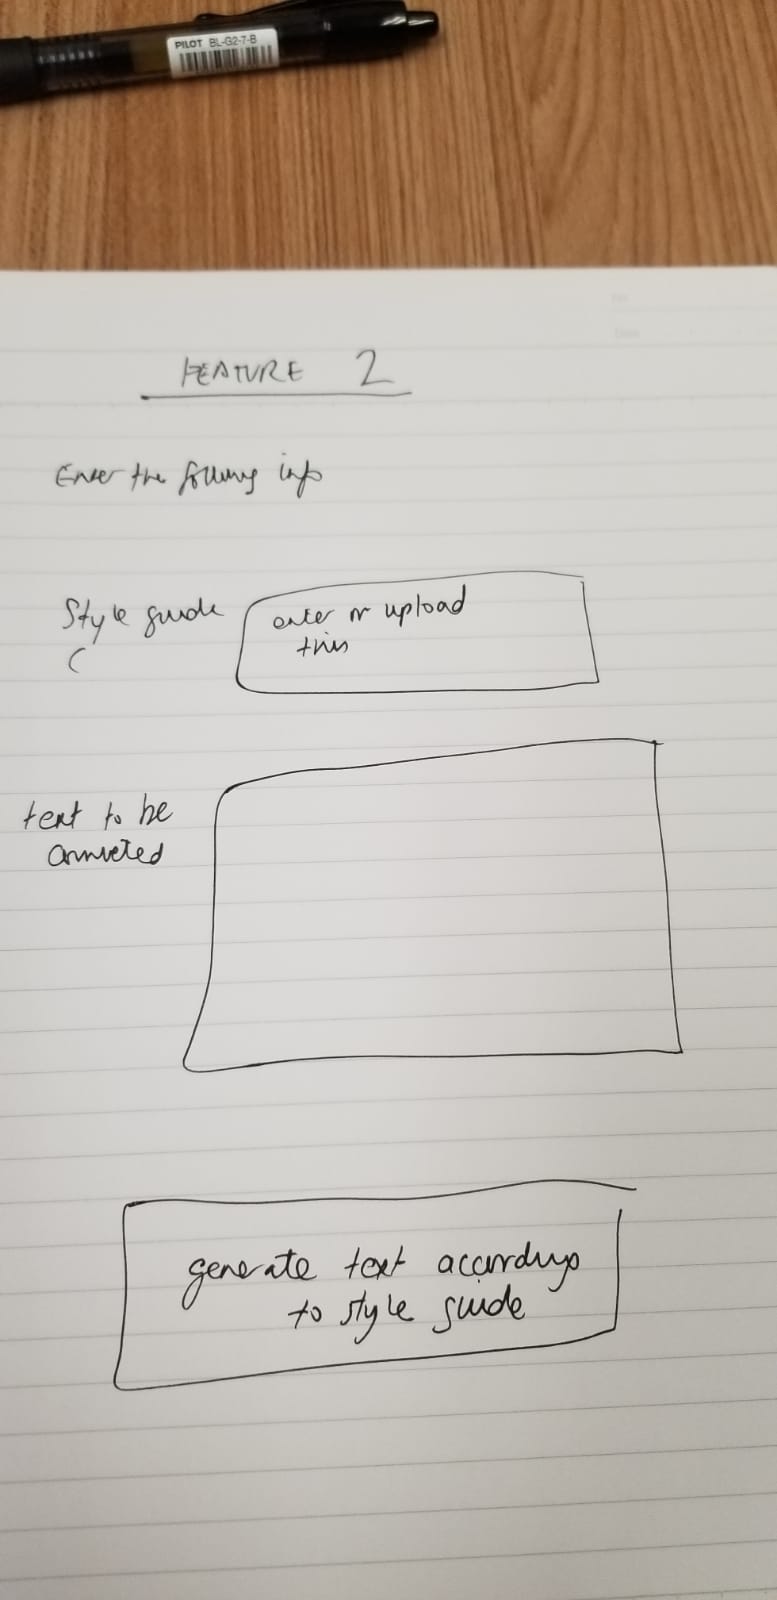 PILOT BL-G2-7-B
FEATURE 2
Enter the following info
Style guide
(
enter or upload
this
text to be
converted
generate text according
to style guide